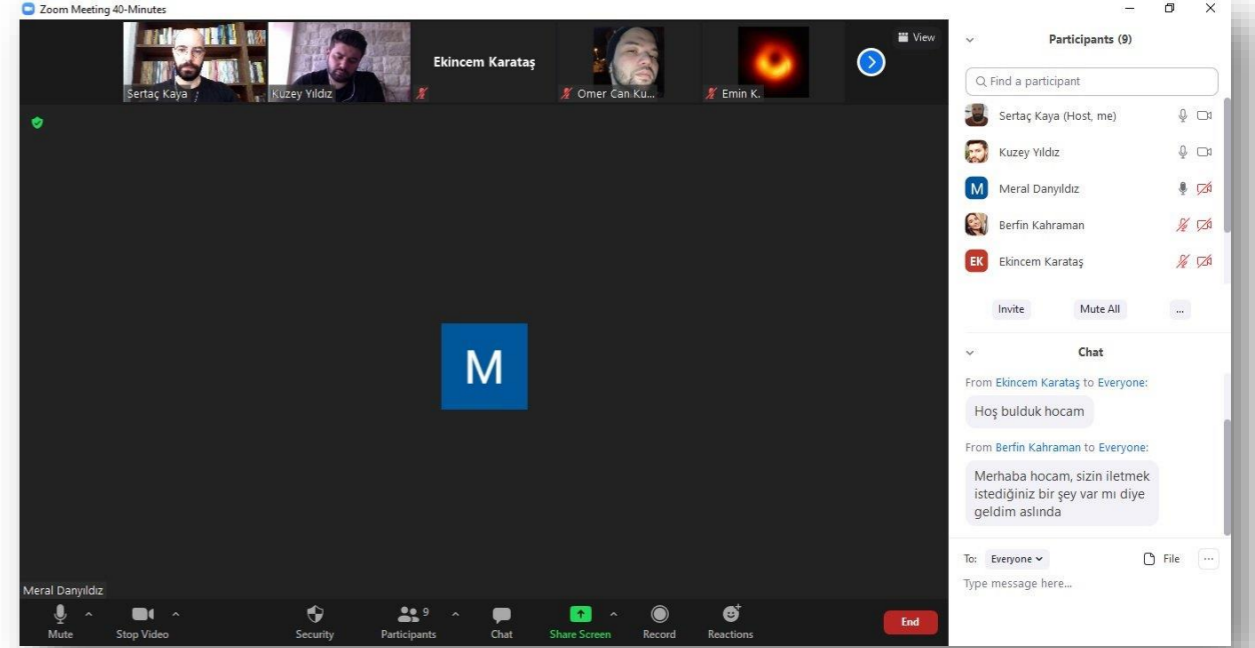 Zoom Meeting 40-Minutes
Sertaç Kaya
Kuzey Yıldız
Ekincem Karataş
Omer Can Ku...
Emin K.
View
M
Meral Danyıldız
Mute
Stop Video
Security
9
Participants
Chat
Share Screen
Record
Reactions
End
Participants (9)
Find a participant
Sertaç Kaya (Host, me)
Kuzey Yıldız
M Meral Danyıldız
Berfin Kahraman
EK Ekincem Karataş
Invite Mute All ...
Chat
From Ekincem Karataş to Everyone:
Hoş bulduk hocam
From Berfin Kahraman to Everyone:
Merhaba hocam, sizin iletmek
istediğiniz bir şey var mı diye
geldim aslında
To: Everyone File ...
Type message here...